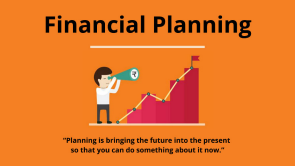 Financial Planning
₹
"Planning is bringing the future into the present
so that you can do something about it now."